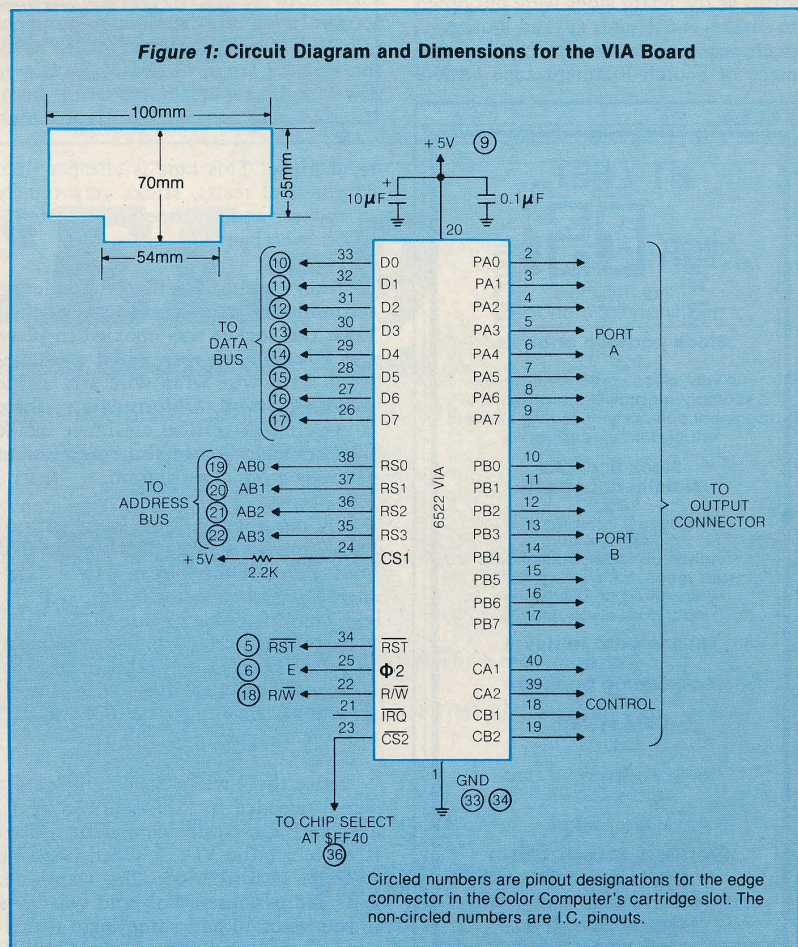 Figure 1: Circuit Diagram and Dimensions for the VIA Board
100mm
70mm
55mm
54mm
+5V 9
10µF + 0.1µF
20
TO DATA BUS
10 33 D0
11 32 D1
12 31 D2
13 30 D3
14 29 D4
15 28 D5
16 27 D6
17 26 D7
TO ADDRESS BUS
19 AB0 38 RS0
20 AB1 37 RS1
21 AB2 36 RS2
22 AB3 35 RS3
+5V 2.2K 24 CS1
5 R̅S̅T̅ 34 R̅S̅T̅
6 E 25 Φ2
18 R/W̅ 22 R/W̅
21 I̅R̅Q̅
23 C̅S̅2̅
6522 VIA
PA0 2
PA1 3
PA2 4
PA3 5
PA4 6
PA5 7
PA6 8
PA7 9
PORT A
PB0 10
PB1 11
PB2 12
PB3 13
PB4 14
PB5 15
PB6 16
PB7 17
PORT B
CA1 40
CA2 39
CB1 18
CB2 19
CONTROL
TO OUTPUT CONNECTOR
1 GND
33 34
TO CHIP SELECT
AT $FF40
36
Circled numbers are pinout designations for the edge
connector in the Color Computer's cartridge slot. The
non-circled numbers are I.C. pinouts.